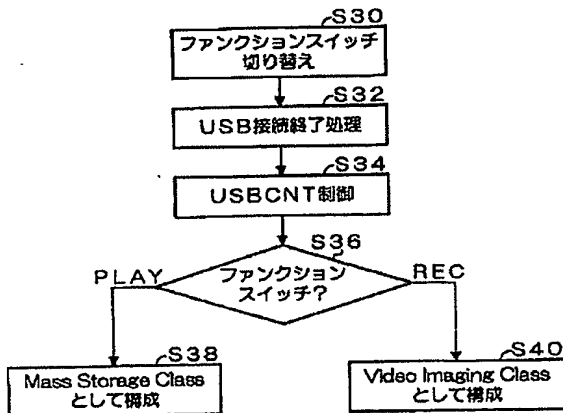 S30
ファンクションスイッチ
切り替え
S32
USB接続終了処理
S34
USBCNT制御
S36
PLAY
ファンクション
スイッチ?
REC
S38
Mass Storage Class
として構成
S40
Video Imaging Class
として構成